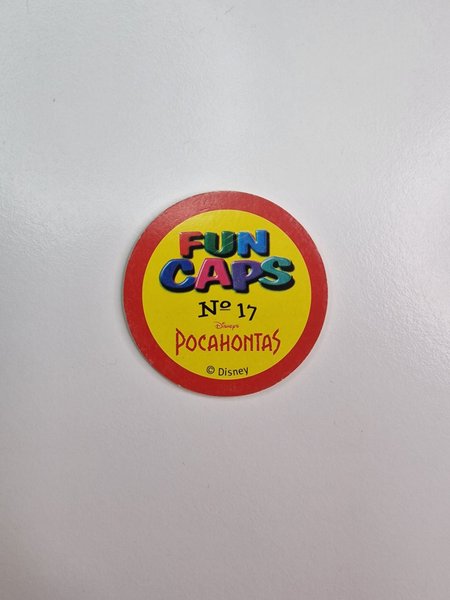 FUN
CAPS
Nº 17
Disney's
POCAHONTAS
© Disney